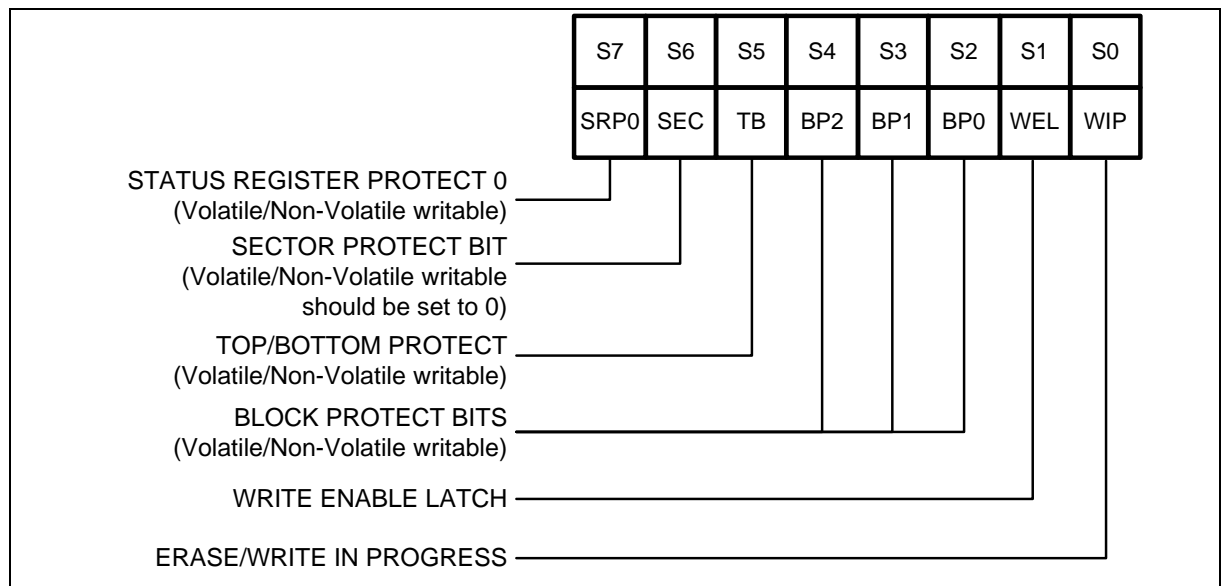 S7 S6 S5 S4 S3 S2 S1 S0
SRP0 SEC TB BP2 BP1 BP0 WEL WIP
STATUS REGISTER PROTECT 0
(Volatile/Non-Volatile writable)
SECTOR PROTECT BIT
(Volatile/Non-Volatile writable
should be set to 0)
TOP/BOTTOM PROTECT
(Volatile/Non-Volatile writable)
BLOCK PROTECT BITS
(Volatile/Non-Volatile writable)
WRITE ENABLE LATCH
ERASE/WRITE IN PROGRESS